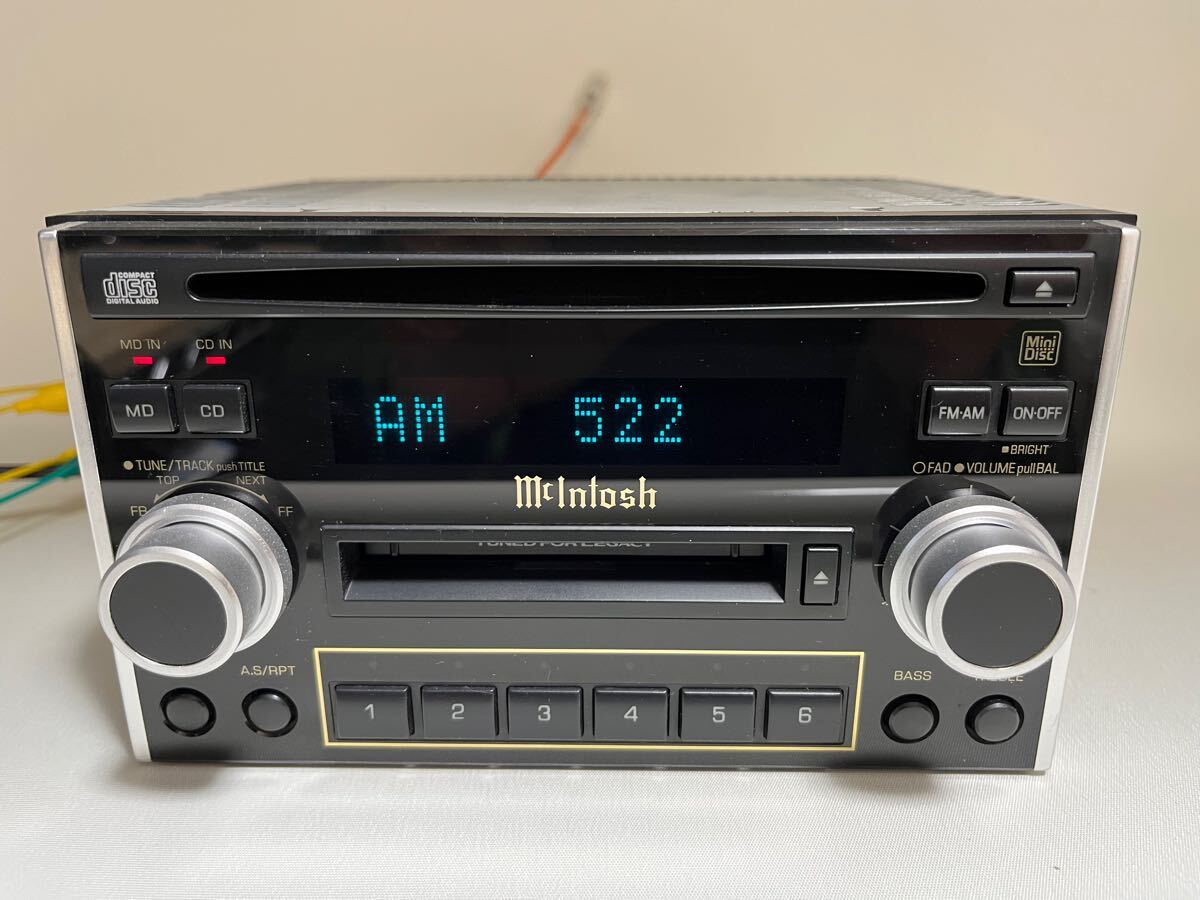 COMPACT
disc
DIGITAL AUDIO
MD IN
CD IN
Mini
Disc
MD
CD
AM 522
FM·AM
ON·OFF
BRIGHT
TUNE/TRACK push TITLE
FAD VOLUME pull BAL
TOP
NEXT
FB
FF
McIntosh
TUNED FOR LEGACY
A.S/RPT
BASS
1
2
3
4
5
6